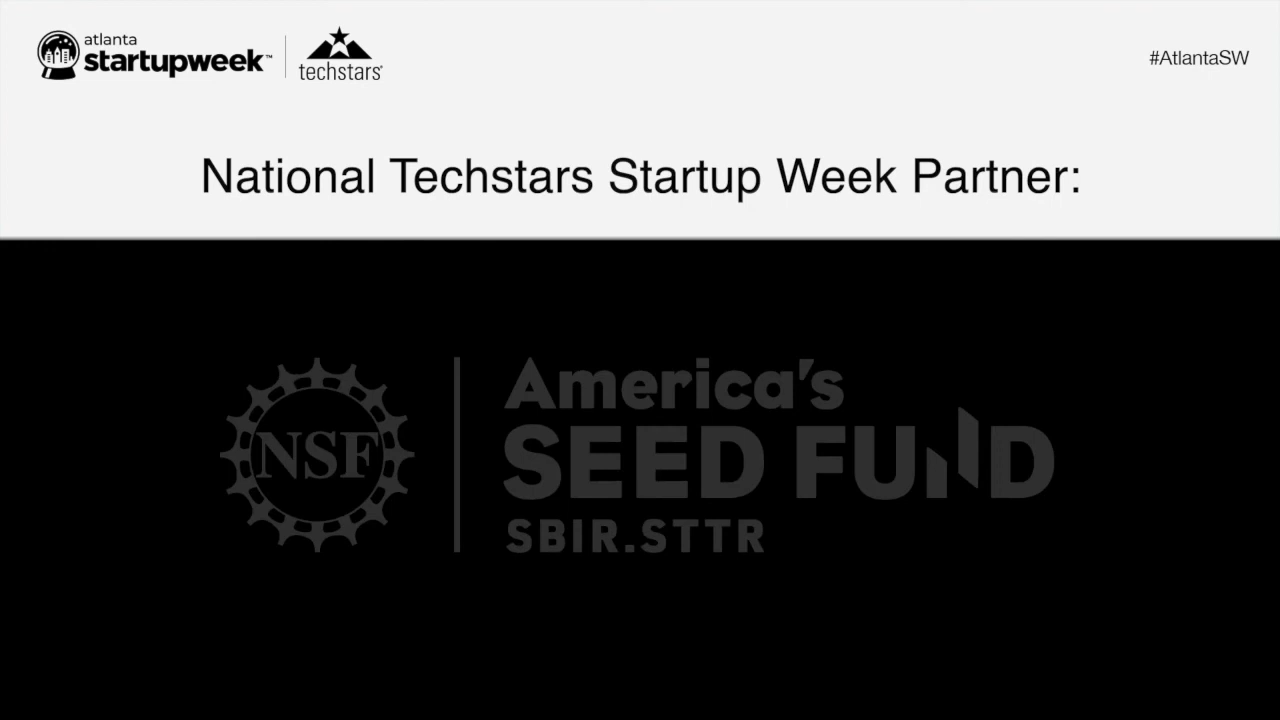 atlanta
startupweek™
techstars
#AtlantaSW
National Techstars Startup Week Partner:
NSF
America's
SEED FUND
SBIR.STTR